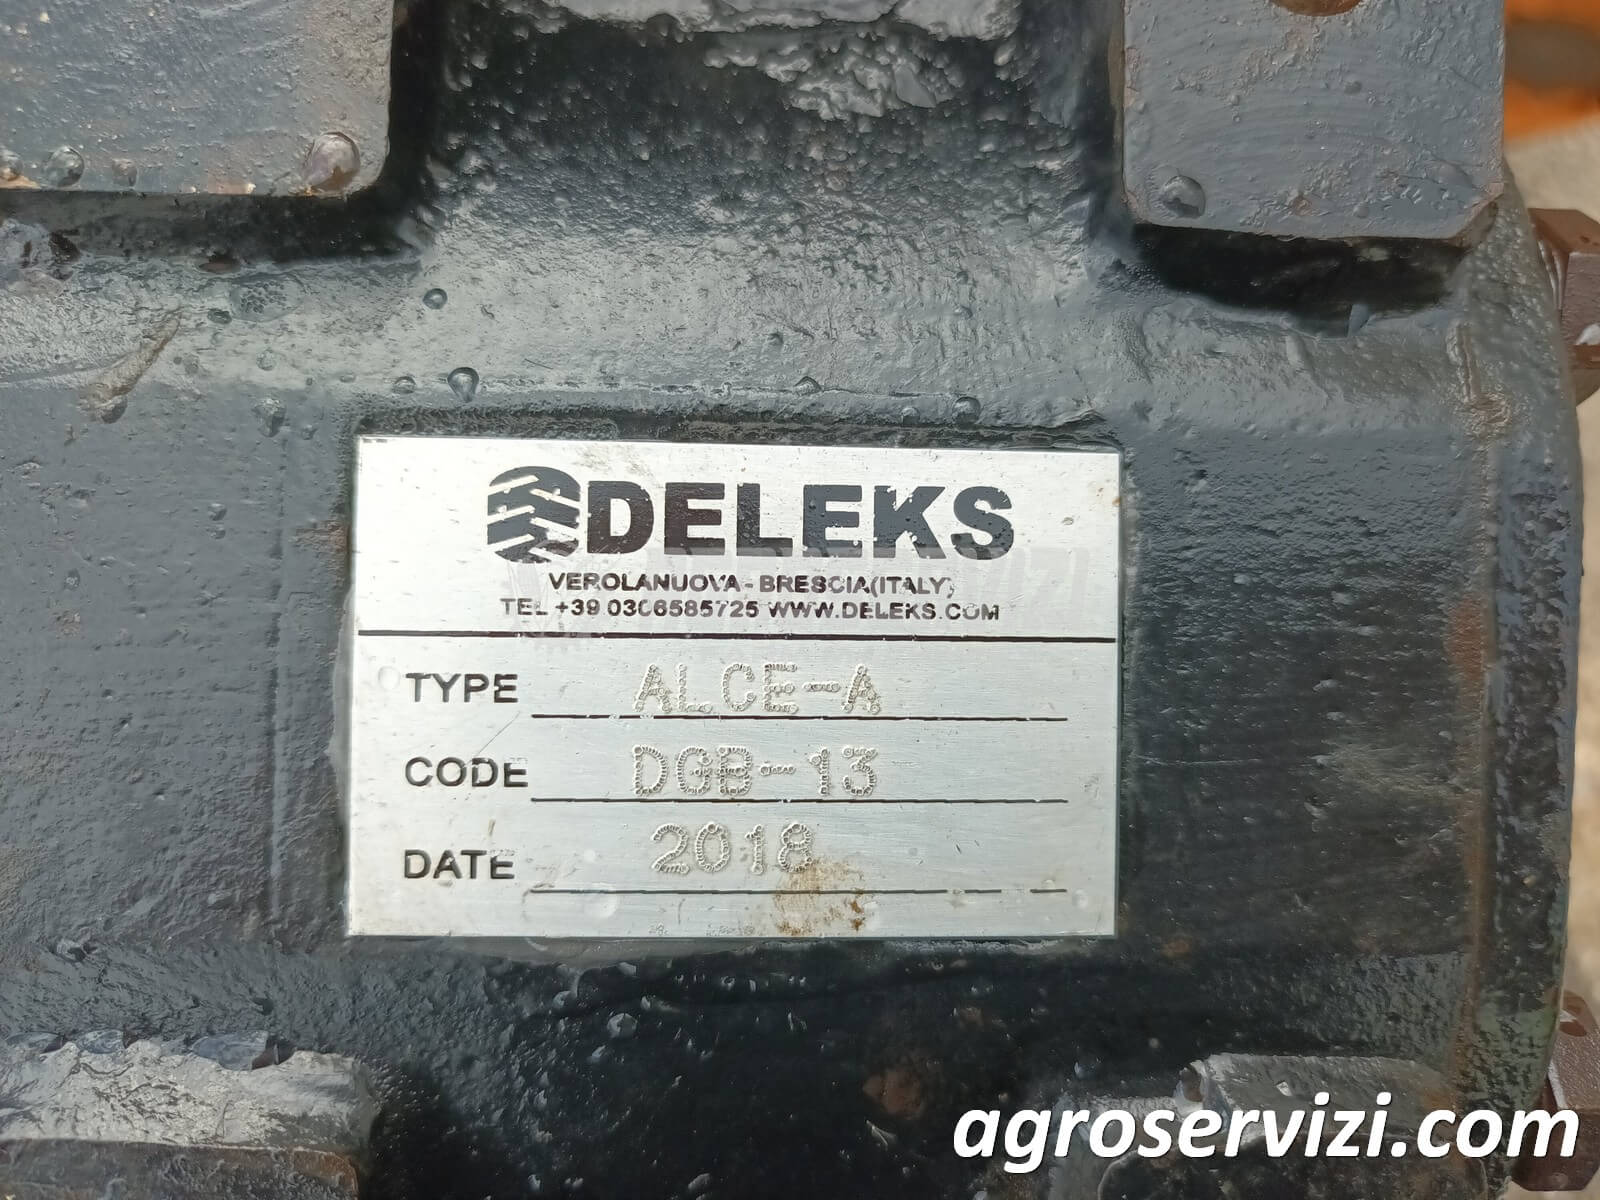 DELEKS
VEROLANUOVA - BRESCIA(ITALY)
TEL +39 0306585725 WWW.DELEKS.COM
TYPE ALCE-A
CODE DGB-13
DATE 2018
agroservizi.com